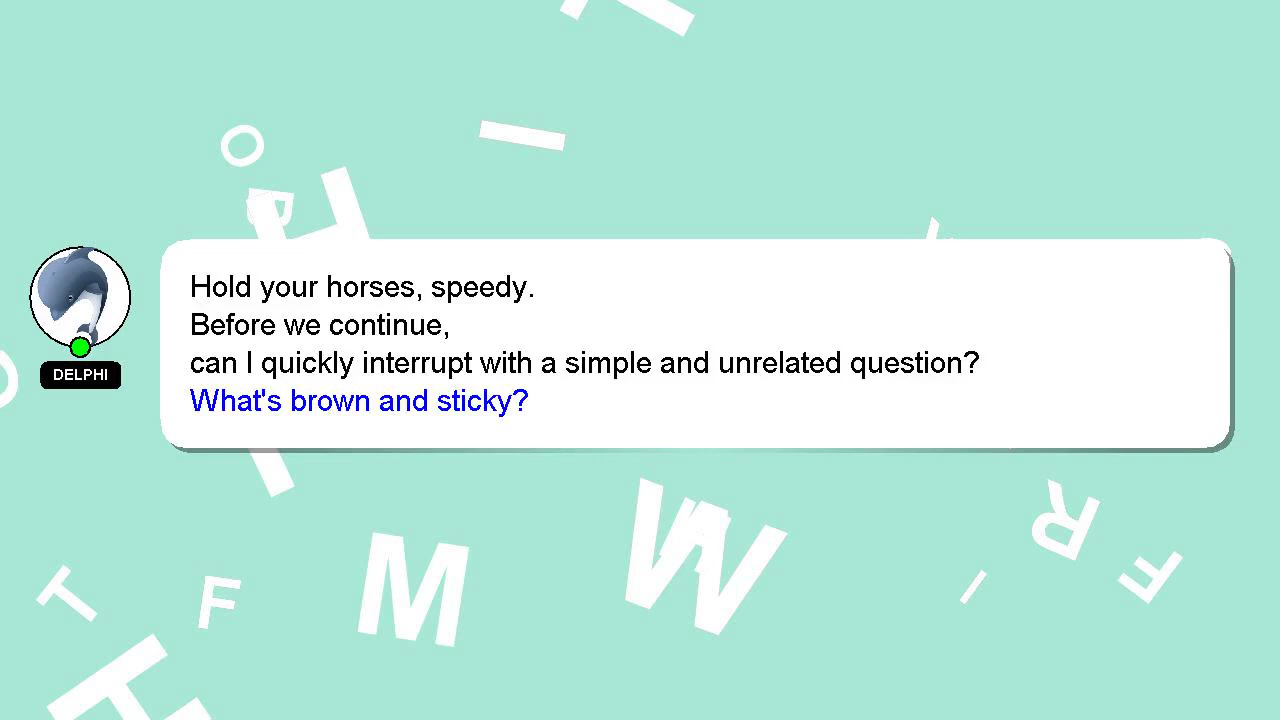 Hold your horses, speedy.
Before we continue,
can I quickly interrupt with a simple and unrelated question?
What's brown and sticky?
DELPHI
O
I
H
T
F
M
W
R
F